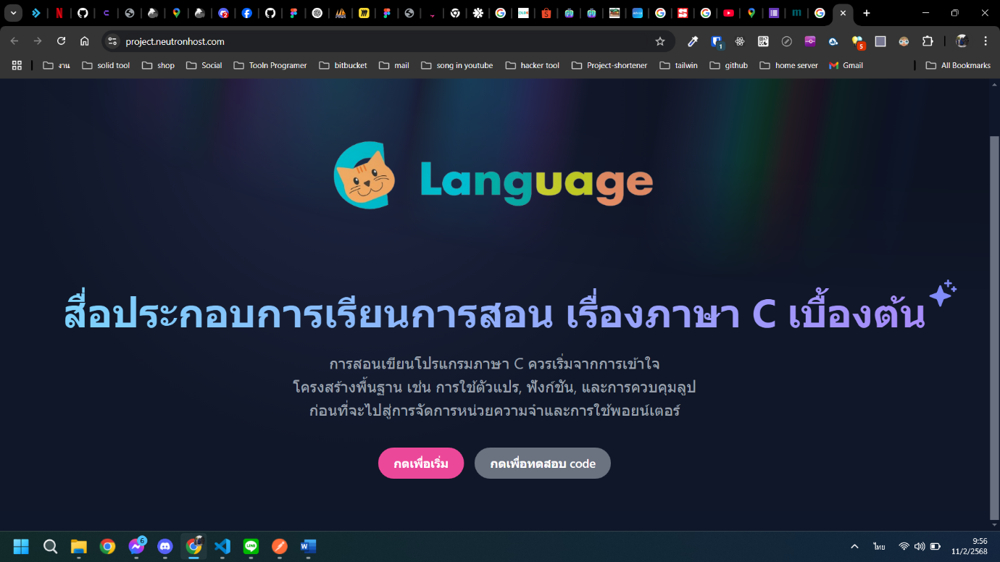 project.neutronhost.com
1
5
งาน
solid tool
shop
Social
Tooln Programer
bitbucket
mail
song in youtube
hacker tool
Project-shortener
tailwin
github
home server
Gmail
All Bookmarks
C Language
สื่อประกอบการเรียนการสอน เรื่องภาษา C เบื้องต้น
การสอนเขียนโปรแกรมภาษา C ควรเริ่มจากการเข้าใจ
โครงสร้างพื้นฐาน เช่น การใช้ตัวแปร, ฟังก์ชัน, และการควบคุมลูป
ก่อนที่จะไปสู่การจัดการหน่วยความจำและการใช้พอยน์เตอร์
กดเพื่อเริ่ม
กดเพื่อทดสอบ code
6
ไทย
9:56
11/2/2568